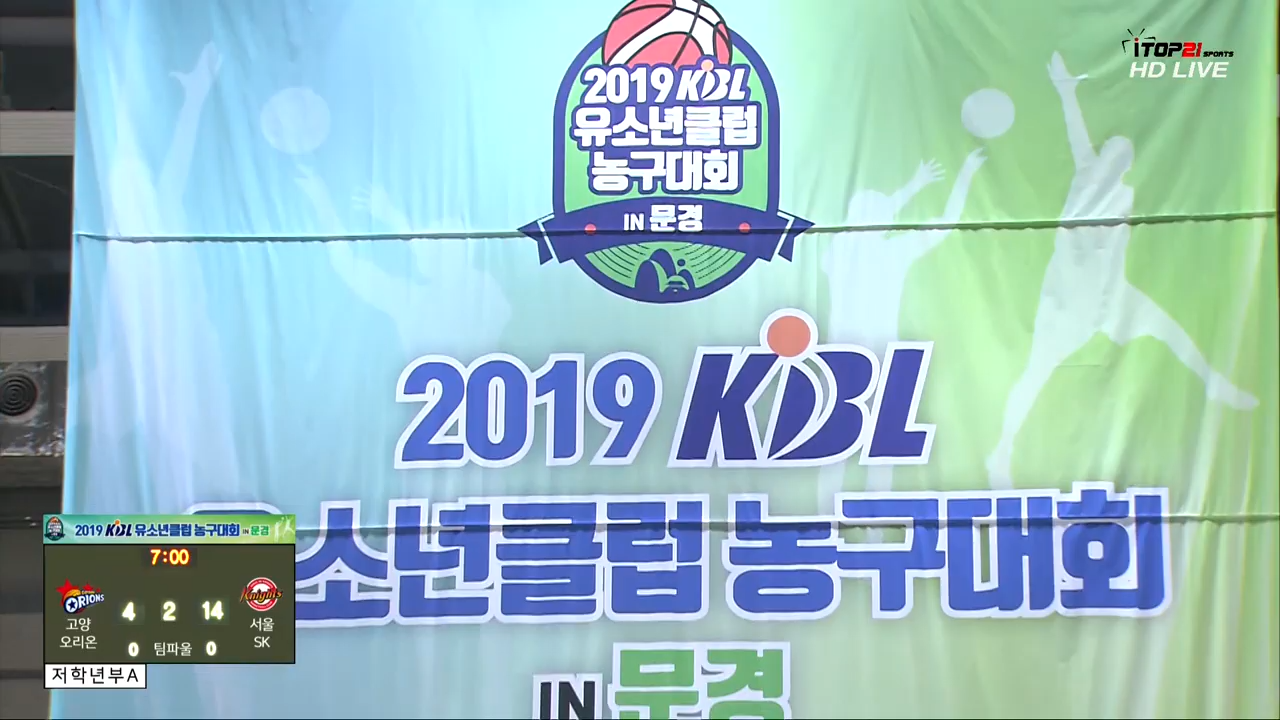 iTOP21 SPORTS
HD LIVE
2019 KBL
유소년클럽
농구대회
IN 문경
2019 KBL
소년클럽 농구대회
IN 문경
2019 KBL 유소년클럽 농구대회 IN 문경
7:00
ORIONS
Knights
4 2 14
고양
오리온
서울
SK
0 팀파울 0
저학년부A